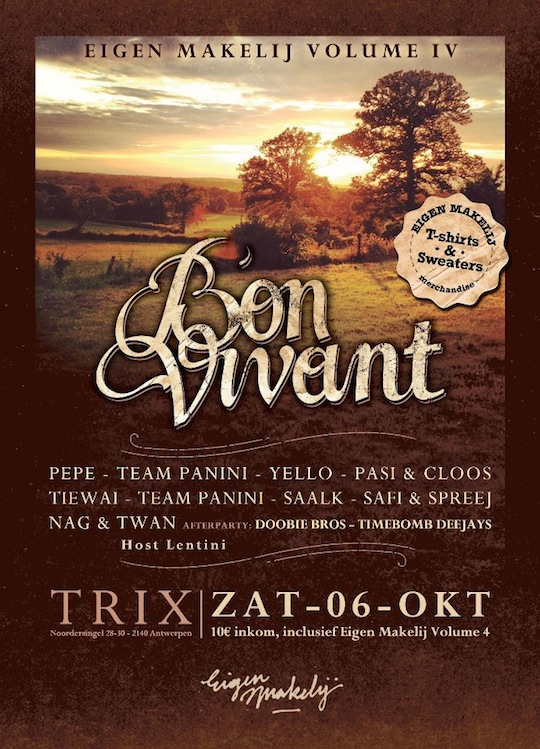 EIGEN MAKELIJ VOLUME IV
EIGEN MAKELIJ
T-shirts
&
Sweaters
merchandise
Bon
Vivant
PEPE - TEAM PANINI - YELLO - PASI & CLOOS
TIEWAI - TEAM PANINI - SAALK - SAFI & SPREEJ
NAG & TWAN AFTERPARTY: DOOBIE BROS - TIMEBOMB DEEJAYS
Host Lentini
TRIX
Noordersingel 28-30 - 2140 Antwerpen
ZAT-06-OKT
10€ inkom, inclusief Eigen Makelij Volume 4
Eigen
Makelij